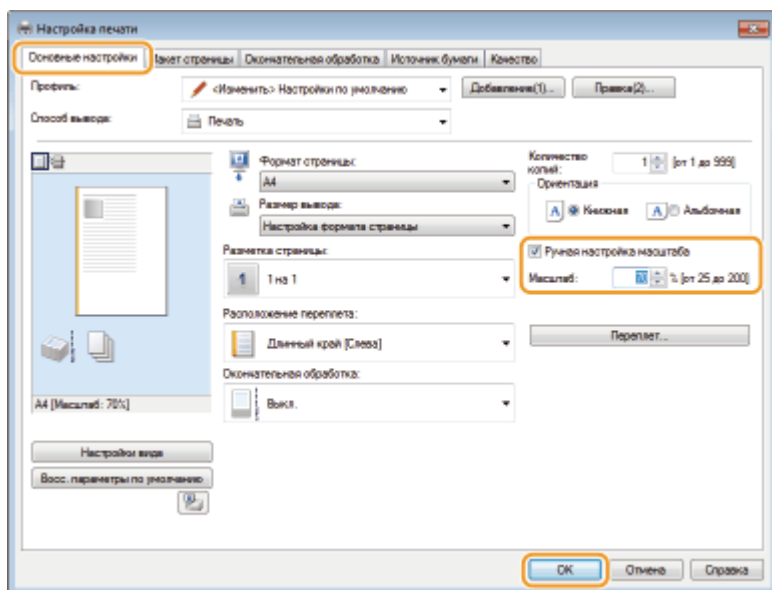 Настройка печати
Основные настройки Макет страницы Окончательная обработка Источник бумаги Качество
Профиль:
<Изменить> Настройки по умолчанию
Добавление(1)...
Правка(2)...
Способ вывода:
Печать
Формат страницы:
A4
Размер вывода:
Настройка формата страницы
Разметка страницы:
1
1 на 1
Расположение переплета:
Длинный край [Слева]
Окончательная обработка:
Выкл.
Количество
копий:
1 [от 1 до 999]
Ориентация
A Книжная A Альбомная
Ручная настройка масштаба
Масштаб: % [от 25 до 200]
Переплет...
A4 [Масштаб: 70%]
Настройки вида
Восс. параметры по умолчанию
OK Отмена Справка